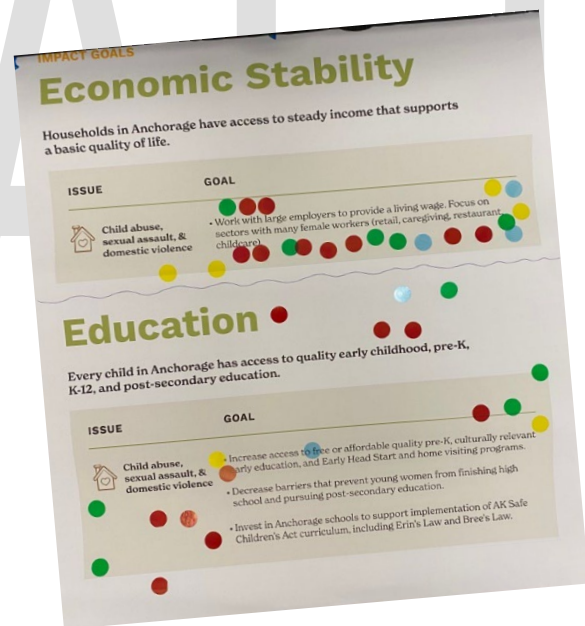 IMPACT GOALS
Economic Stability
Households in Anchorage have access to steady income that supports
a basic quality of life.
ISSUE
GOAL
Child abuse,
sexual assault, &
domestic violence
• Work with large employers to provide a living wage. Focus on
sectors with many female workers (retail, caregiving, restaurant,
childcare)
Education
Every child in Anchorage has access to quality early childhood, pre-K,
K-12, and post-secondary education.
ISSUE
GOAL
Child abuse,
sexual assault, &
domestic violence
• Increase access to free or affordable quality pre-K, culturally relevant
early education, and Early Head Start and home visiting programs.
• Decrease barriers that prevent young women from finishing high
school and pursuing post-secondary education.
• Invest in Anchorage schools to support implementation of AK Safe
Children's Act curriculum, including Erin's Law and Bree's Law.